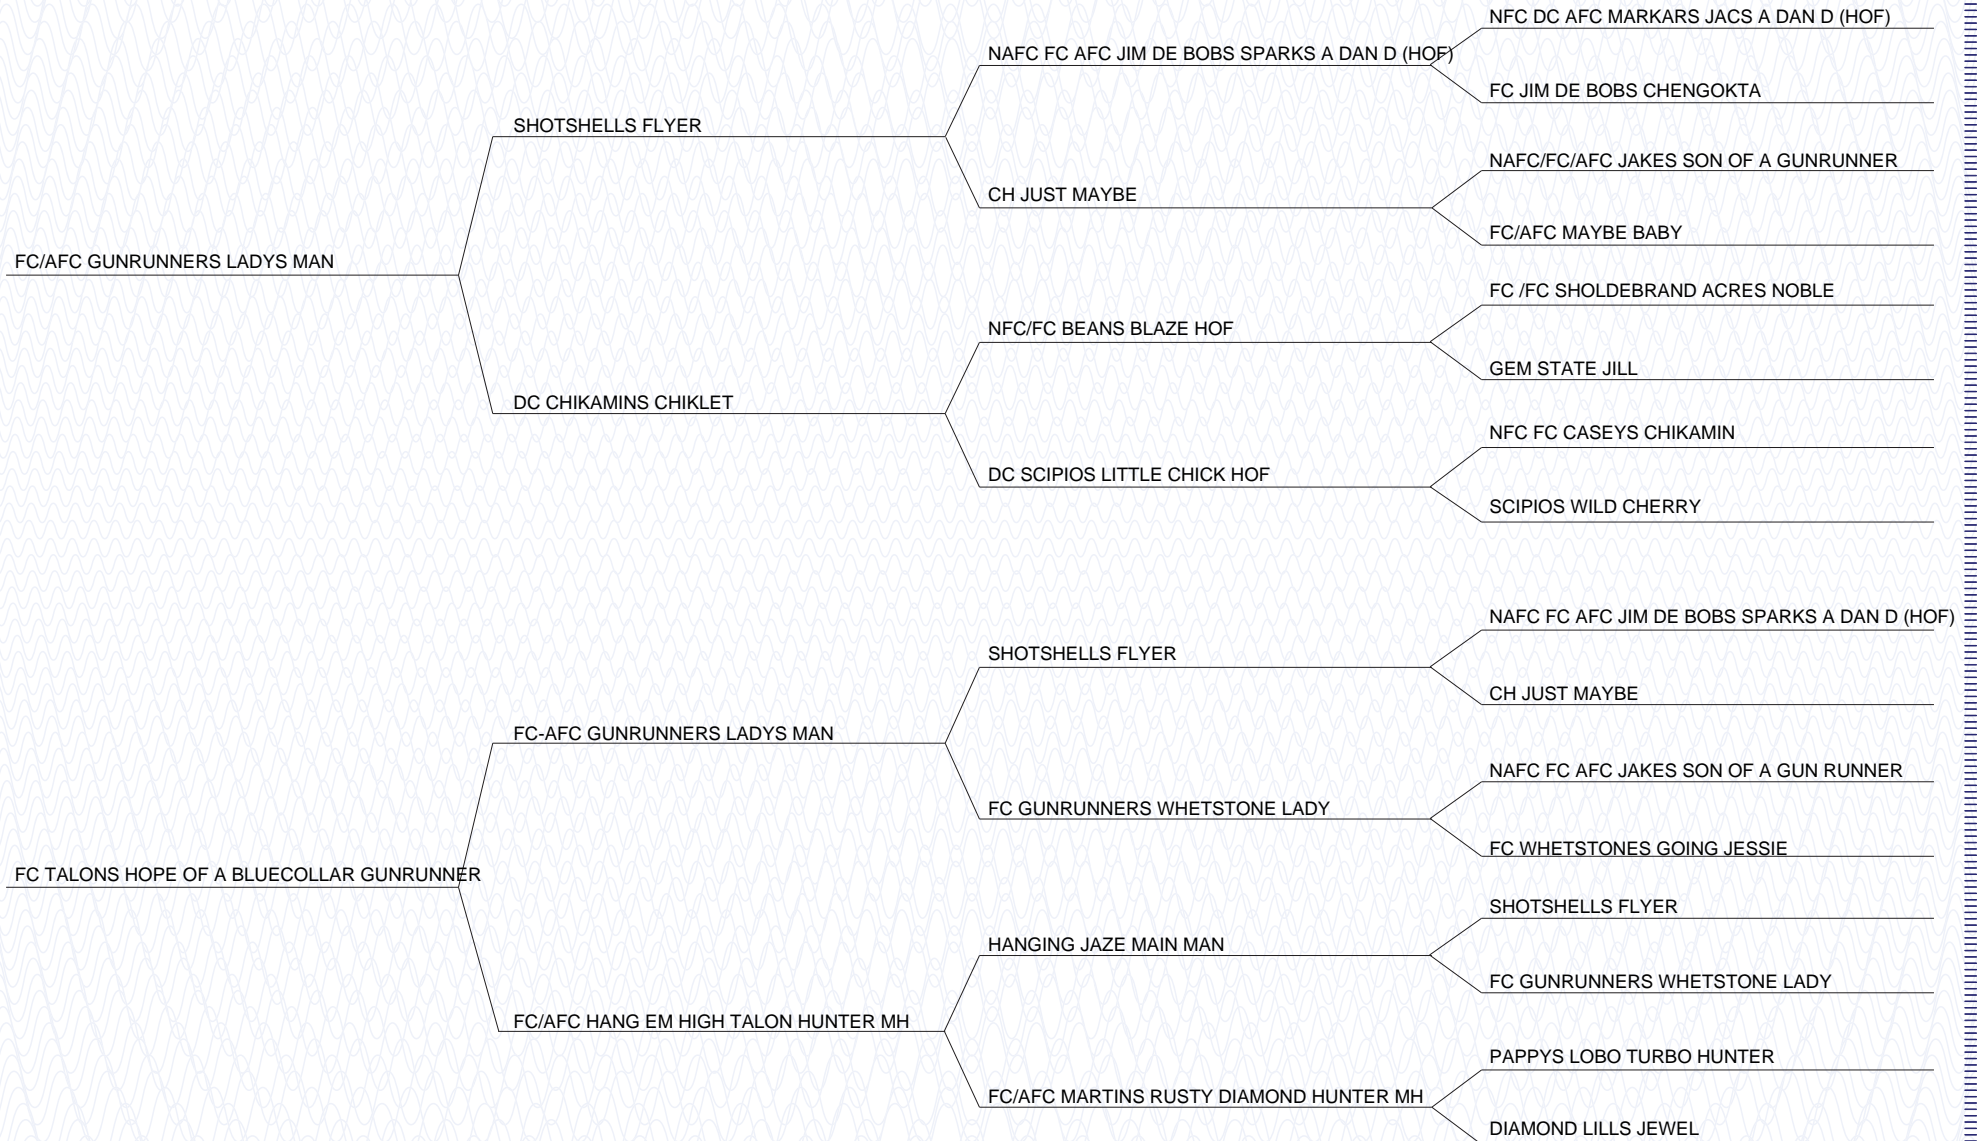 NFC DC AFC MARKARS JACS A DAN D (HOF)
NAFC FC AFC JIM DE BOBS SPARKS A DAN D (HOF)
FC JIM DE BOBS CHENGOKTA
SHOTSHELLS FLYER
NAFC/FC/AFC JAKES SON OF A GUNRUNNER
CH JUST MAYBE
FC/AFC MAYBE BABY
FC/AFC GUNRUNNERS LADYS MAN
FC /FC SHOLDEBRAND ACRES NOBLE
NFC/FC BEANS BLAZE HOF
GEM STATE JILL
DC CHIKAMINS CHIKLET
NFC FC CASEYS CHIKAMIN
DC SCIPIOS LITTLE CHICK HOF
SCIPIOS WILD CHERRY
NAFC FC AFC JIM DE BOBS SPARKS A DAN D (HOF)
SHOTSHELLS FLYER
CH JUST MAYBE
FC-AFC GUNRUNNERS LADYS MAN
NAFC FC AFC JAKES SON OF A GUN RUNNER
FC GUNRUNNERS WHETSTONE LADY
FC WHETSTONES GOING JESSIE
FC TALONS HOPE OF A BLUECOLLAR GUNRUNNER
SHOTSHELLS FLYER
HANGING JAZE MAIN MAN
FC GUNRUNNERS WHETSTONE LADY
FC/AFC HANG EM HIGH TALON HUNTER MH
PAPPYS LOBO TURBO HUNTER
FC/AFC MARTINS RUSTY DIAMOND HUNTER MH
DIAMOND LILLS JEWEL